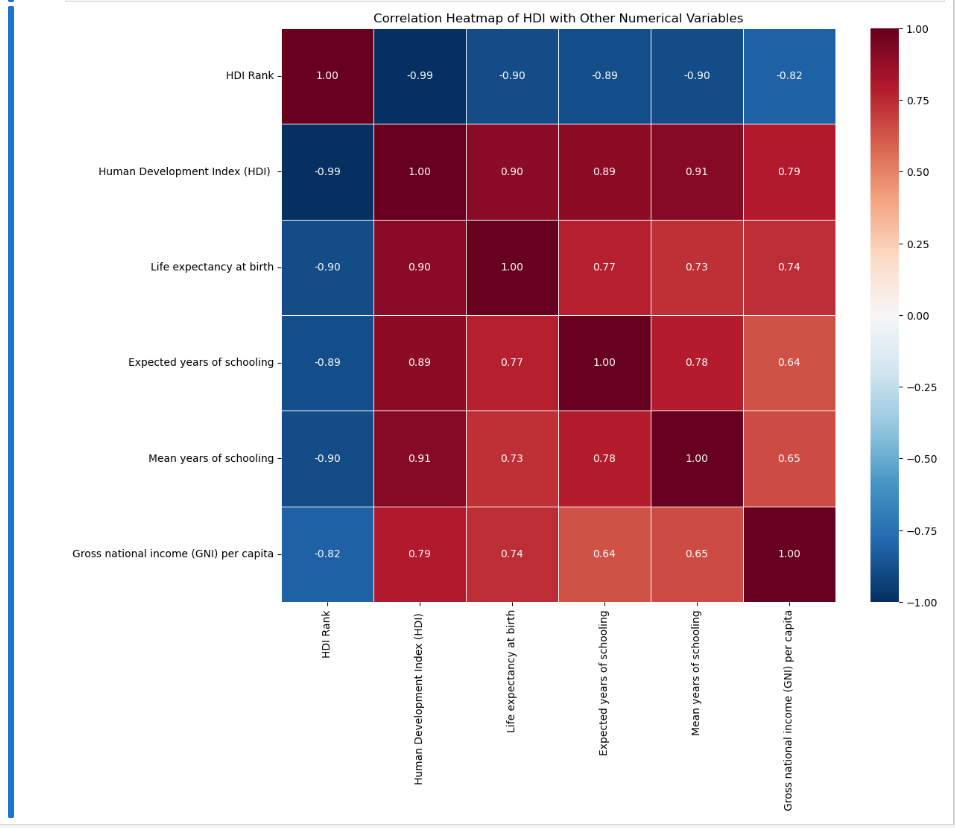 Correlation Heatmap of HDI with Other Numerical Variables
HDI Rank
1.00 -0.99 -0.90 -0.89 -0.90 -0.82
Human Development Index (HDI)
-0.99 1.00 0.90 0.89 0.91 0.79
Life expectancy at birth
-0.90 0.90 1.00 0.77 0.73 0.74
Expected years of schooling
-0.89 0.89 0.77 1.00 0.78 0.64
Mean years of schooling
-0.90 0.91 0.73 0.78 1.00 0.65
Gross national income (GNI) per capita
-0.82 0.79 0.74 0.64 0.65 1.00
HDI Rank
Human Development Index (HDI)
Life expectancy at birth
Expected years of schooling
Mean years of schooling
Gross national income (GNI) per capita
1.00
0.75
0.50
0.25
0.00
−0.25
−0.50
−0.75
−1.00